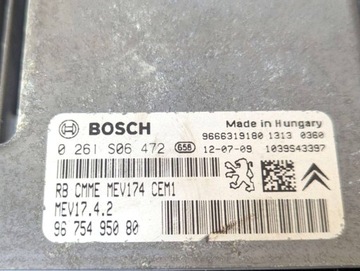 BOSCH
Made in Hungary
9666319180 1313 0360
0 261 S06 472 658 12-07-09 1039S43397
RB CMME MEV174 CEM1
MEV17.4.2
96 754 950 80